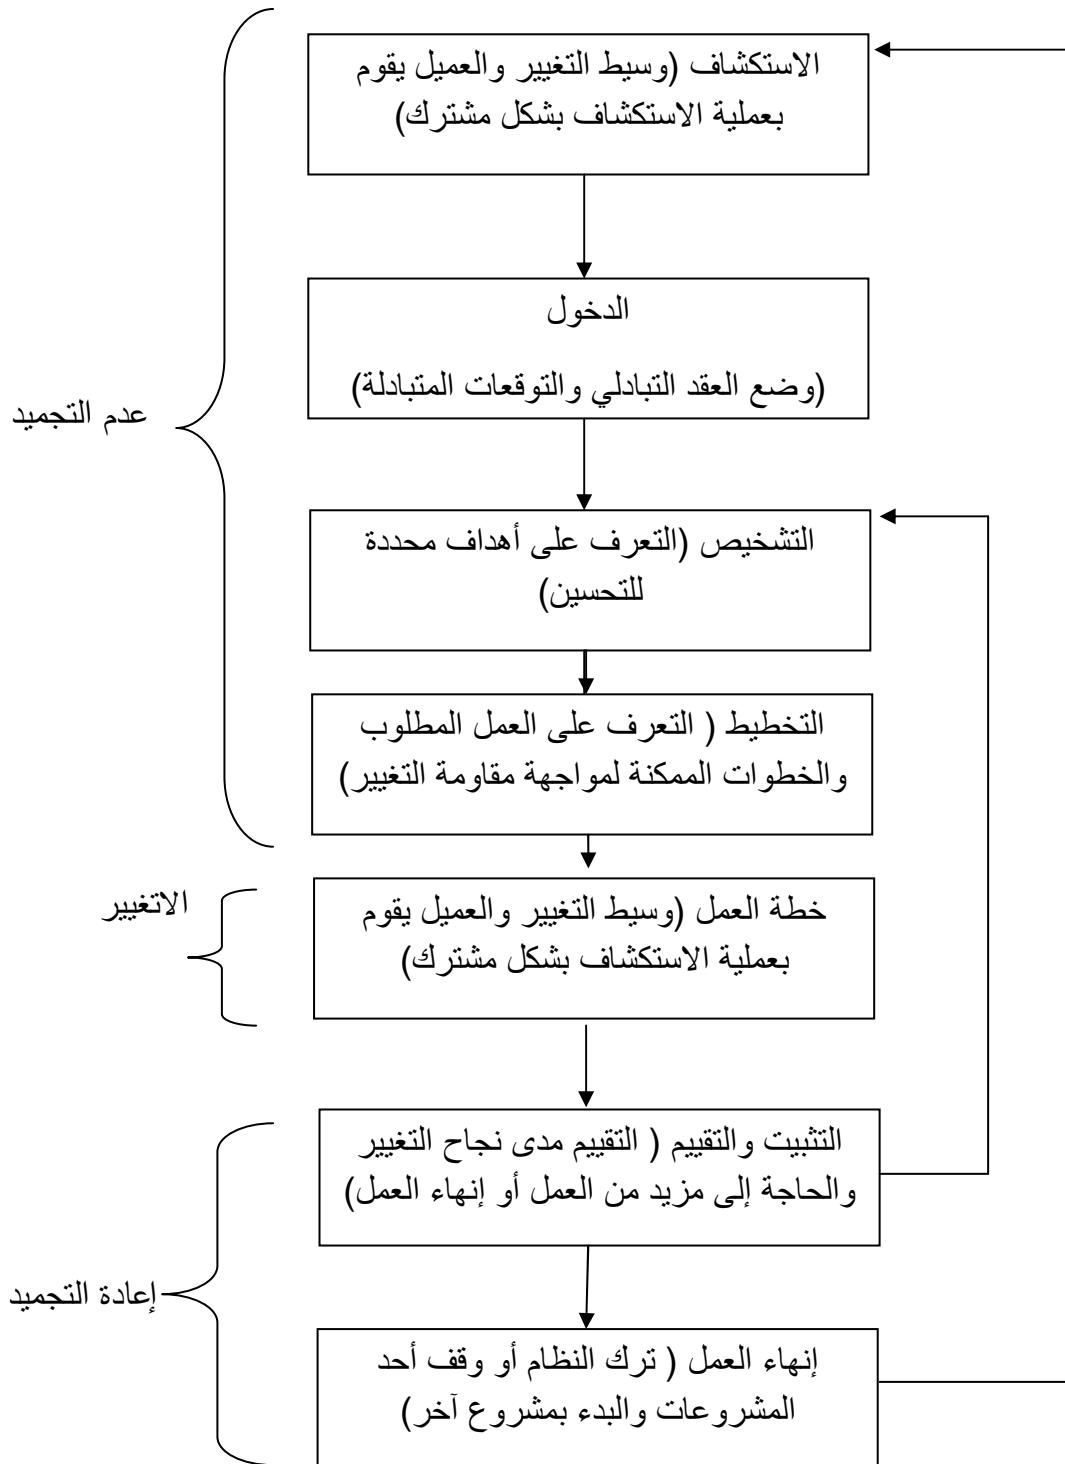 الاستكشاف (وسيط التغيير والعميل يقوم
بعملية الاستكشاف بشكل مشترك)
الدخول
(وضع العقد التبادلي والتوقعات المتبادلة)
عدم التجميد
التشخيص (التعرف على أهداف محددة
للتحسين)
التخطيط ( التعرف على العمل المطلوب
والخطوات الممكنة لمواجهة مقاومة التغيير)
الاتغيير
خطة العمل (وسيط التغيير والعميل يقوم
بعملية الاستكشاف بشكل مشترك)
التثبيت والتقييم ( التقييم مدى نجاح التغيير
والحاجة إلى مزيد من العمل أو إنهاء العمل)
إعادة التجميد
إنهاء العمل ( ترك النظام أو وقف أحد
المشروعات والبدء بمشروع آخر)